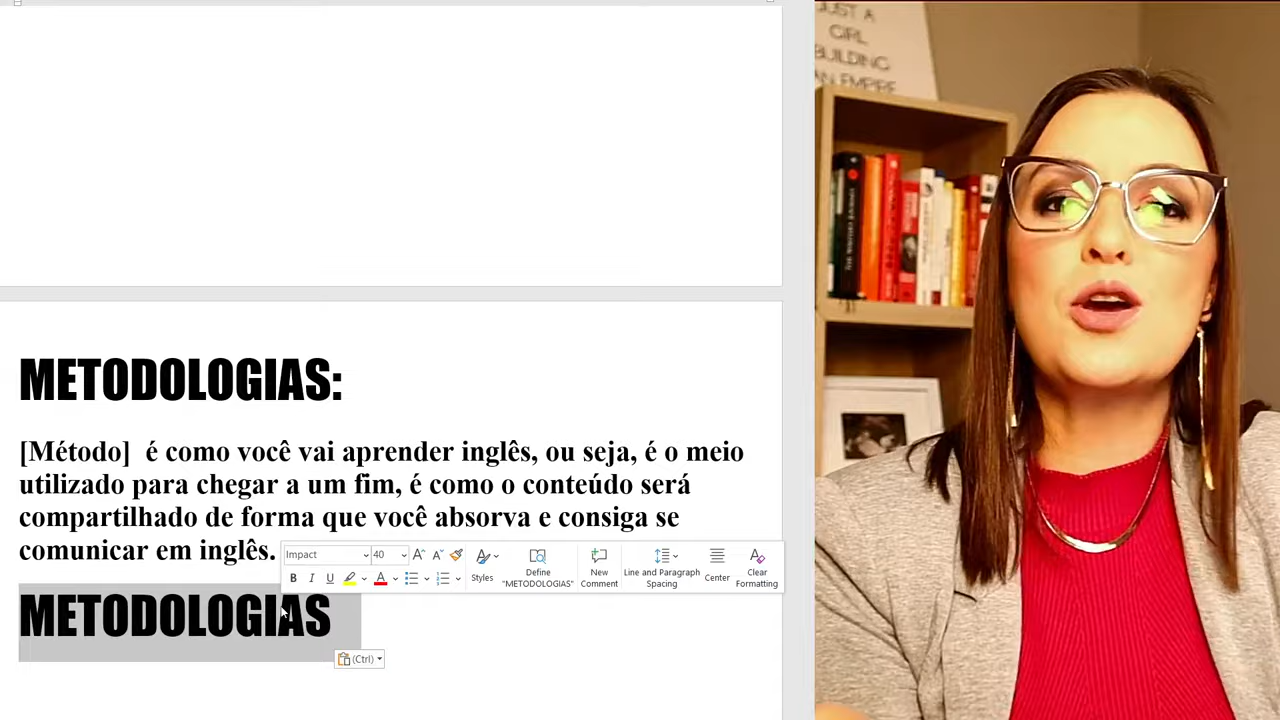 JUST A
GIRL
BUILDING
AN EMPIRE
METODOLOGIAS:
[Método] é como você vai aprender inglês, ou seja, é o meio
utilizado para chegar a um fim, é como o conteúdo será
compartilhado de forma que você absorva e consiga se
comunicar em inglês.
Impact 40
B I U Styles Define "METODOLOGIAS" New Comment Line and Paragraph Spacing Center Clear Formatting
METODOLOGIAS
(Ctrl)